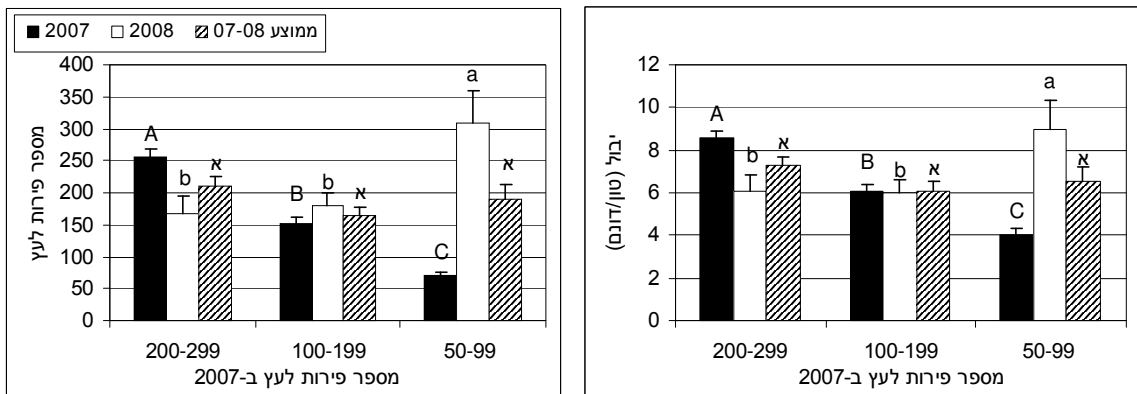 2007 2008 ממוצע 07-08
מספר פירות לעץ
400
350
300
250
200
150
100
50
0
A b א B b א C a א
200-299 100-199 50-99
מספר פירות לעץ ב-2007
יבול (טון/דונם)
12
10
8
6
4
2
0
A b א B b א C a א
200-299 100-199 50-99
מספר פירות לעץ ב-2007